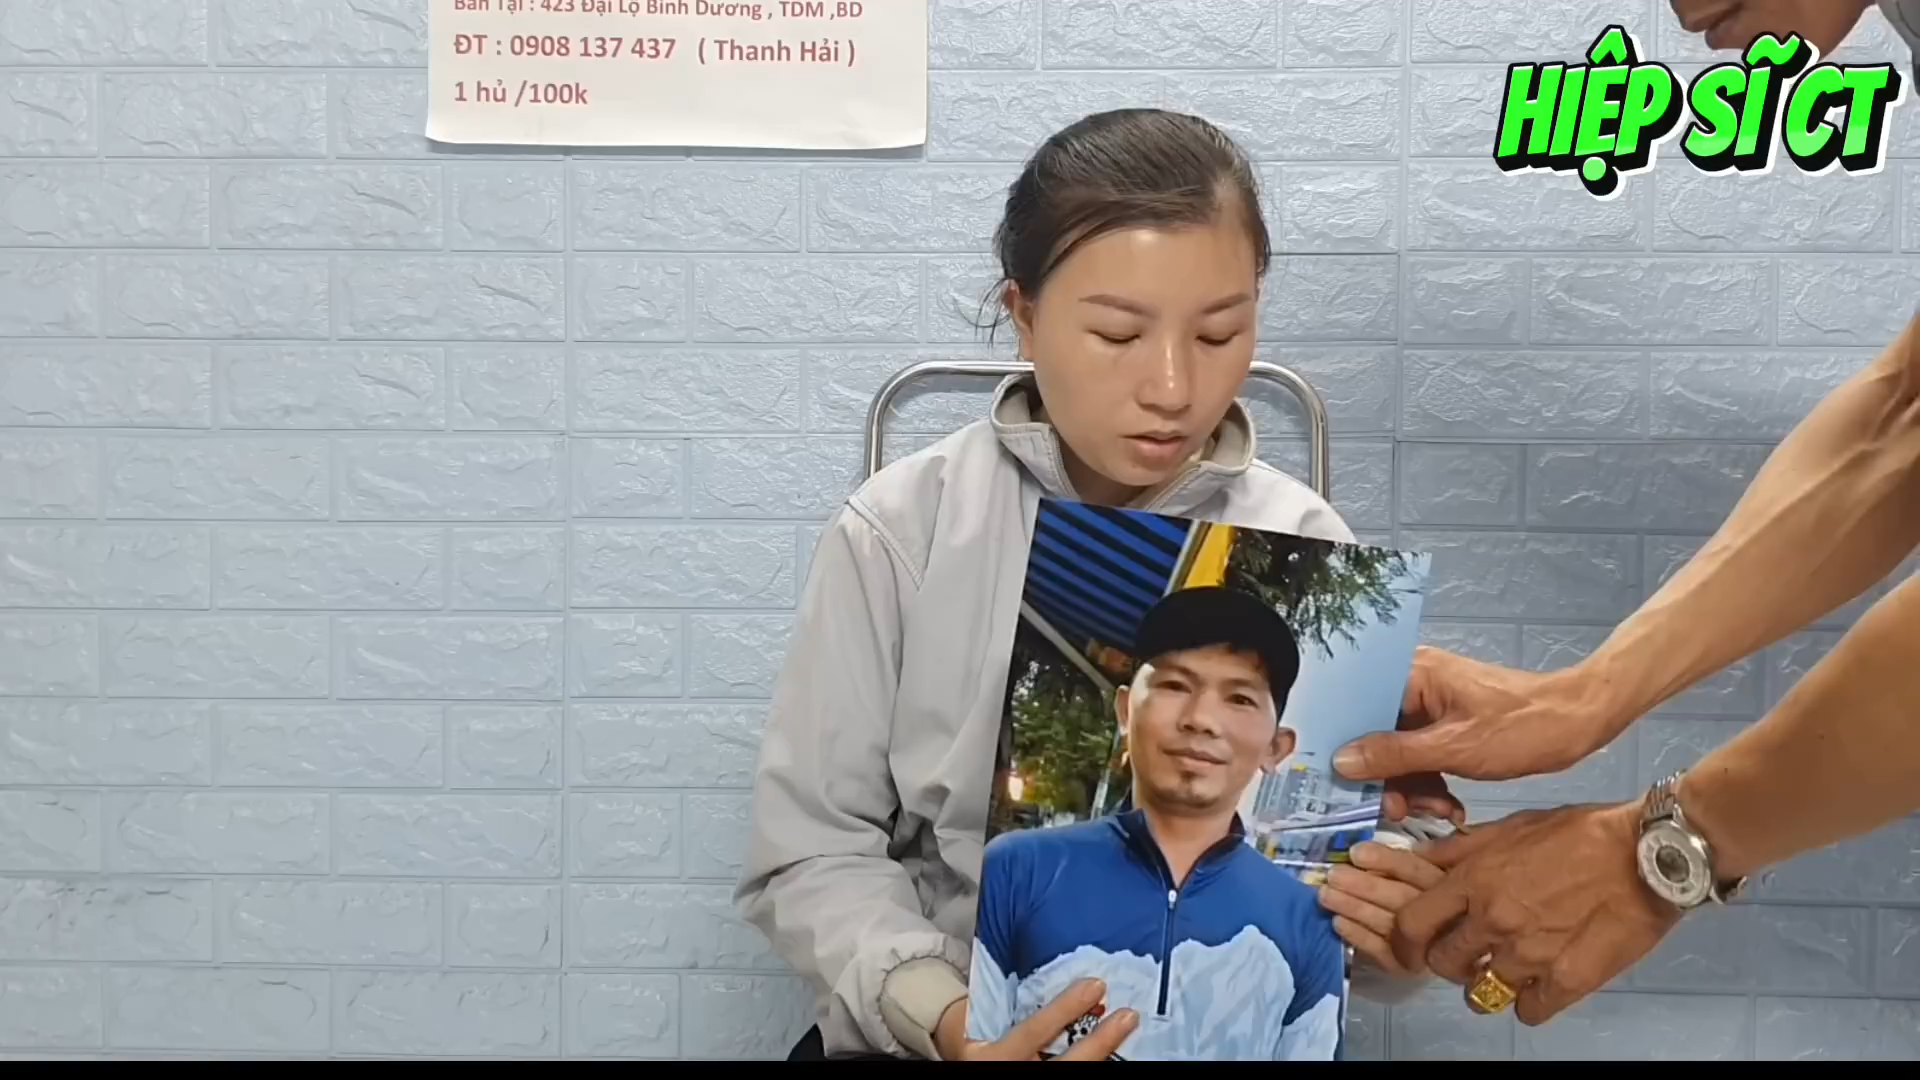 Bán Tại : 423 Đại Lộ Bình Dương , TDM ,BD
ĐT : 0908 137 437 ( Thanh Hải )
1 hủ /100k
HIỆP SĨ CT